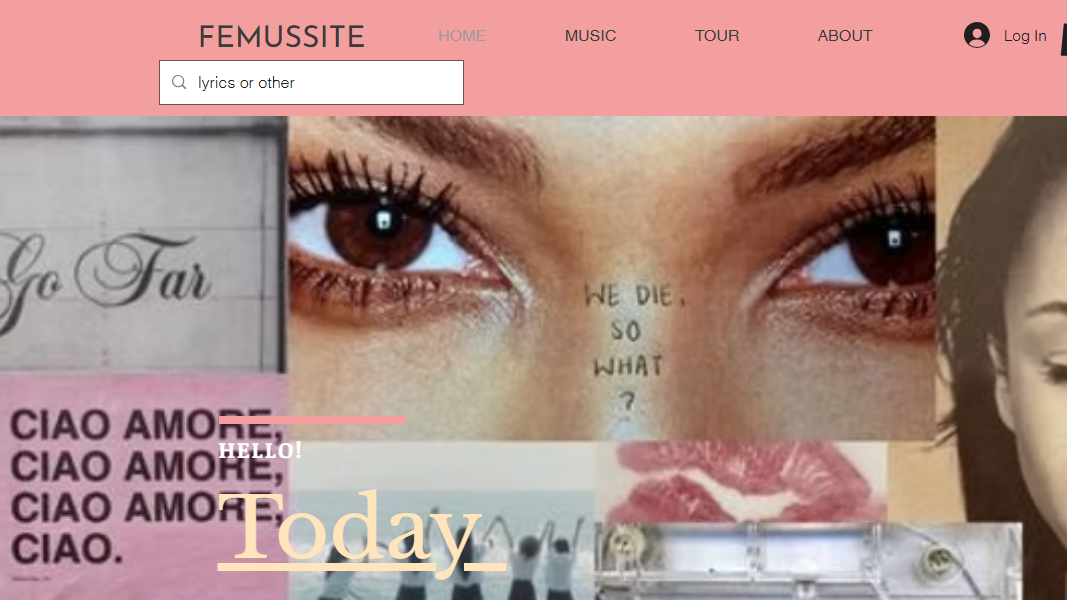 FEMUSSITE
HOME
MUSIC
TOUR
ABOUT
Log In
lyrics or other
Go Far
WE DIE.
SO
WHAT
?
CIAO AMORE,
CIAO AMORE,
CIAO AMORE,
CIAO.
HELLO!
Today